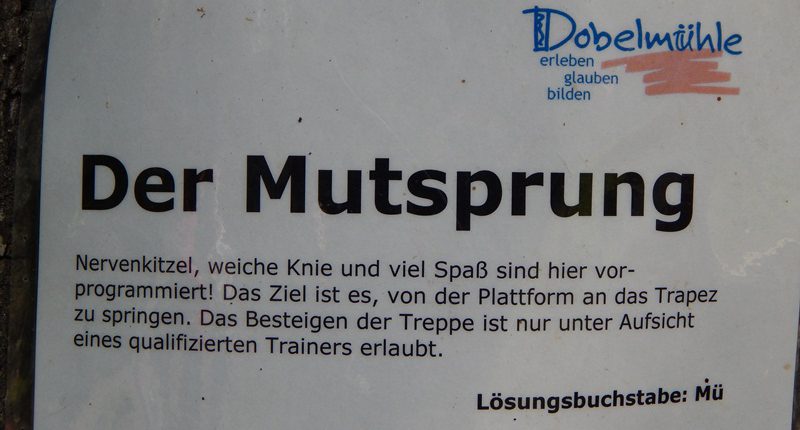 Dobelmühle
erleben
glauben
bilden
Der Mutsprung
Nervenkitzel, weiche Knie und viel Spaß sind hier vor-
programmiert! Das Ziel ist es, von der Plattform an das Trapez
zu springen. Das Besteigen der Treppe ist nur unter Aufsicht
eines qualifizierten Trainers erlaubt.
Lösungsbuchstabe: Mü